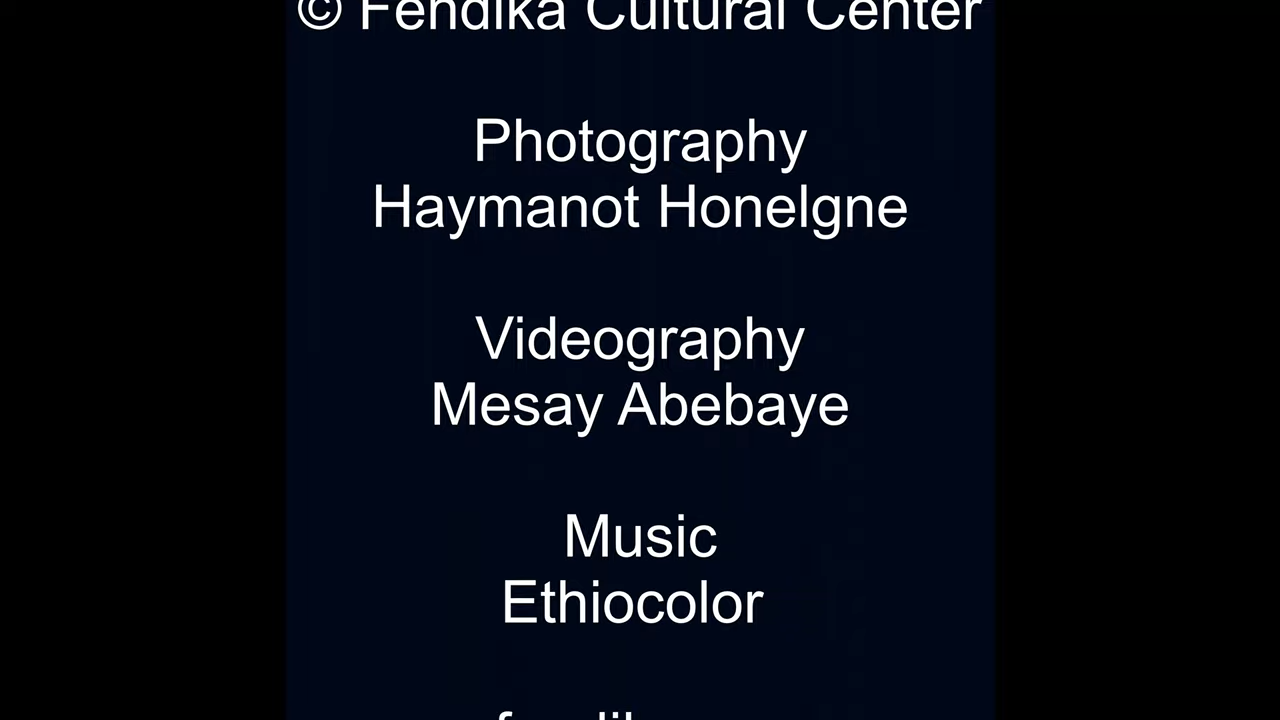 © Fendika Cultural Center
Photography
Haymanot Honelgne
Videography
Mesay Abebaye
Music
Ethiocolor